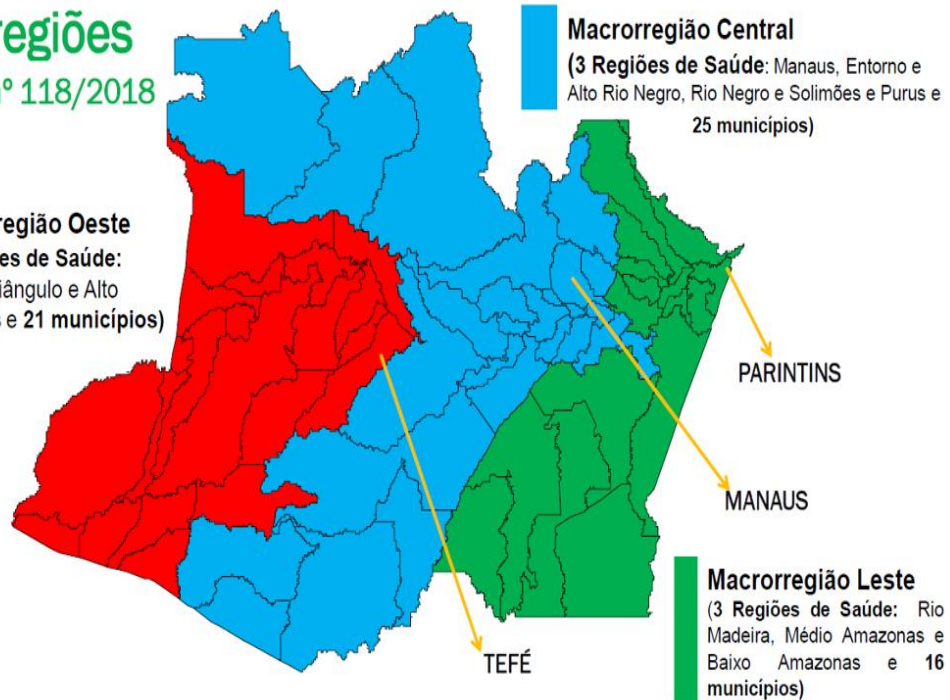 regiões
nº 118/2018
Macrorregião Central
(3 Regiões de Saúde: Manaus, Entorno e
Alto Rio Negro, Rio Negro e Solimões e Purus e
25 municípios)
região Oeste
es de Saúde:
iângulo e Alto
s e 21 municípios)
PARINTINS
MANAUS
Macrorregião Leste
(3 Regiões de Saúde: Rio
Madeira, Médio Amazonas e
Baixo Amazonas e 16
municípios)
TEFÉ